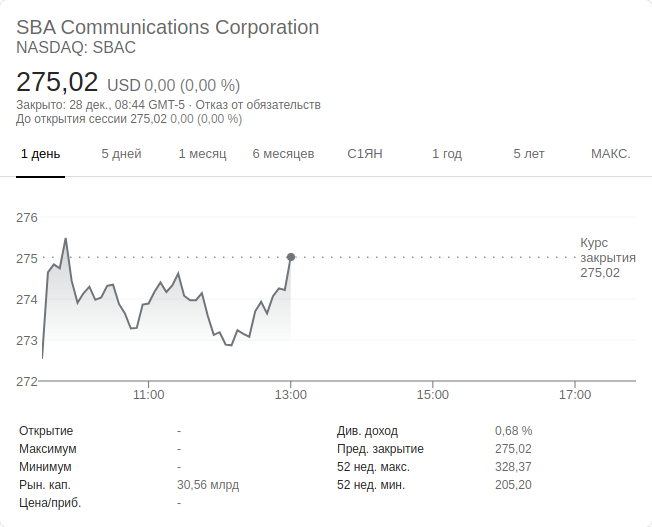 SBA Communications Corporation
NASDAQ: SBAC
275,02 USD 0,00 (0,00 %)
Закрыто: 28 дек., 08:44 GMT-5 · Отказ от обязательств
До открытия сессии 275,02 0,00 (0,00 %)
1 день 5 дней 1 месяц 6 месяцев С1ЯН 1 год 5 лет МАКС.
276
275
274
273
272
Курс
закрытия
275,02
11:00 13:00 15:00 17:00
Открытие - Див. доход 0,68 %
Максимум - Пред. закрытие 275,02
Минимум - 52 нед. макс. 328,37
Рын. кап. 30,56 млрд 52 нед. мин. 205,20
Цена/приб. -